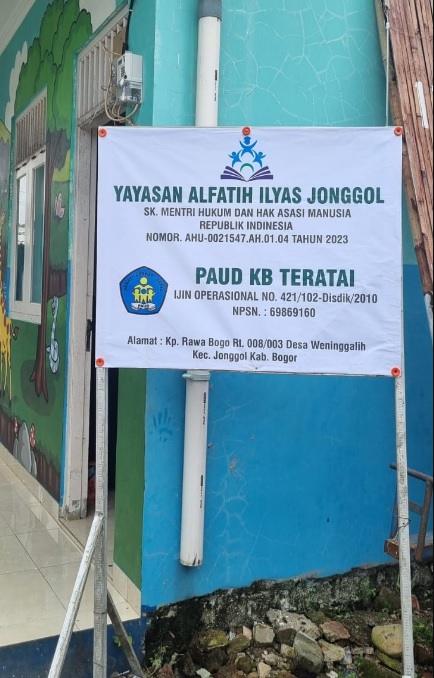 YAYASAN ALFATIH ILYAS JONGGOL
SK. MENTRI HUKUM DAN HAK ASASI MANUSIA
REPUBLIK INDONESIA
NOMOR. AHU-0021547.AH.01.04 TAHUN 2023
PAUD KB TERATAI
IJIN OPERASIONAL NO. 421/102-Disdik/2010
NPSN. : 69869160
Alamat : Kp. Rawa Bogo Rt. 008/003 Desa Weninggalih
Kec. Jonggol Kab. Bogor